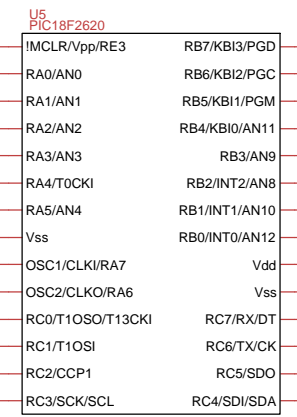 U5
PIC18F2620
!MCLR/Vpp/RE3 RB7/KBI3/PGD
RA0/AN0 RB6/KBI2/PGC
RA1/AN1 RB5/KBI1/PGM
RA2/AN2 RB4/KBI0/AN11
RA3/AN3 RB3/AN9
RA4/T0CKI RB2/INT2/AN8
RA5/AN4 RB1/INT1/AN10
Vss RB0/INT0/AN12
OSC1/CLKI/RA7 Vdd
OSC2/CLKO/RA6 Vss
RC0/T1OSO/T13CKI RC7/RX/DT
RC1/T1OSI RC6/TX/CK
RC2/CCP1 RC5/SDO
RC3/SCK/SCL RC4/SDI/SDA